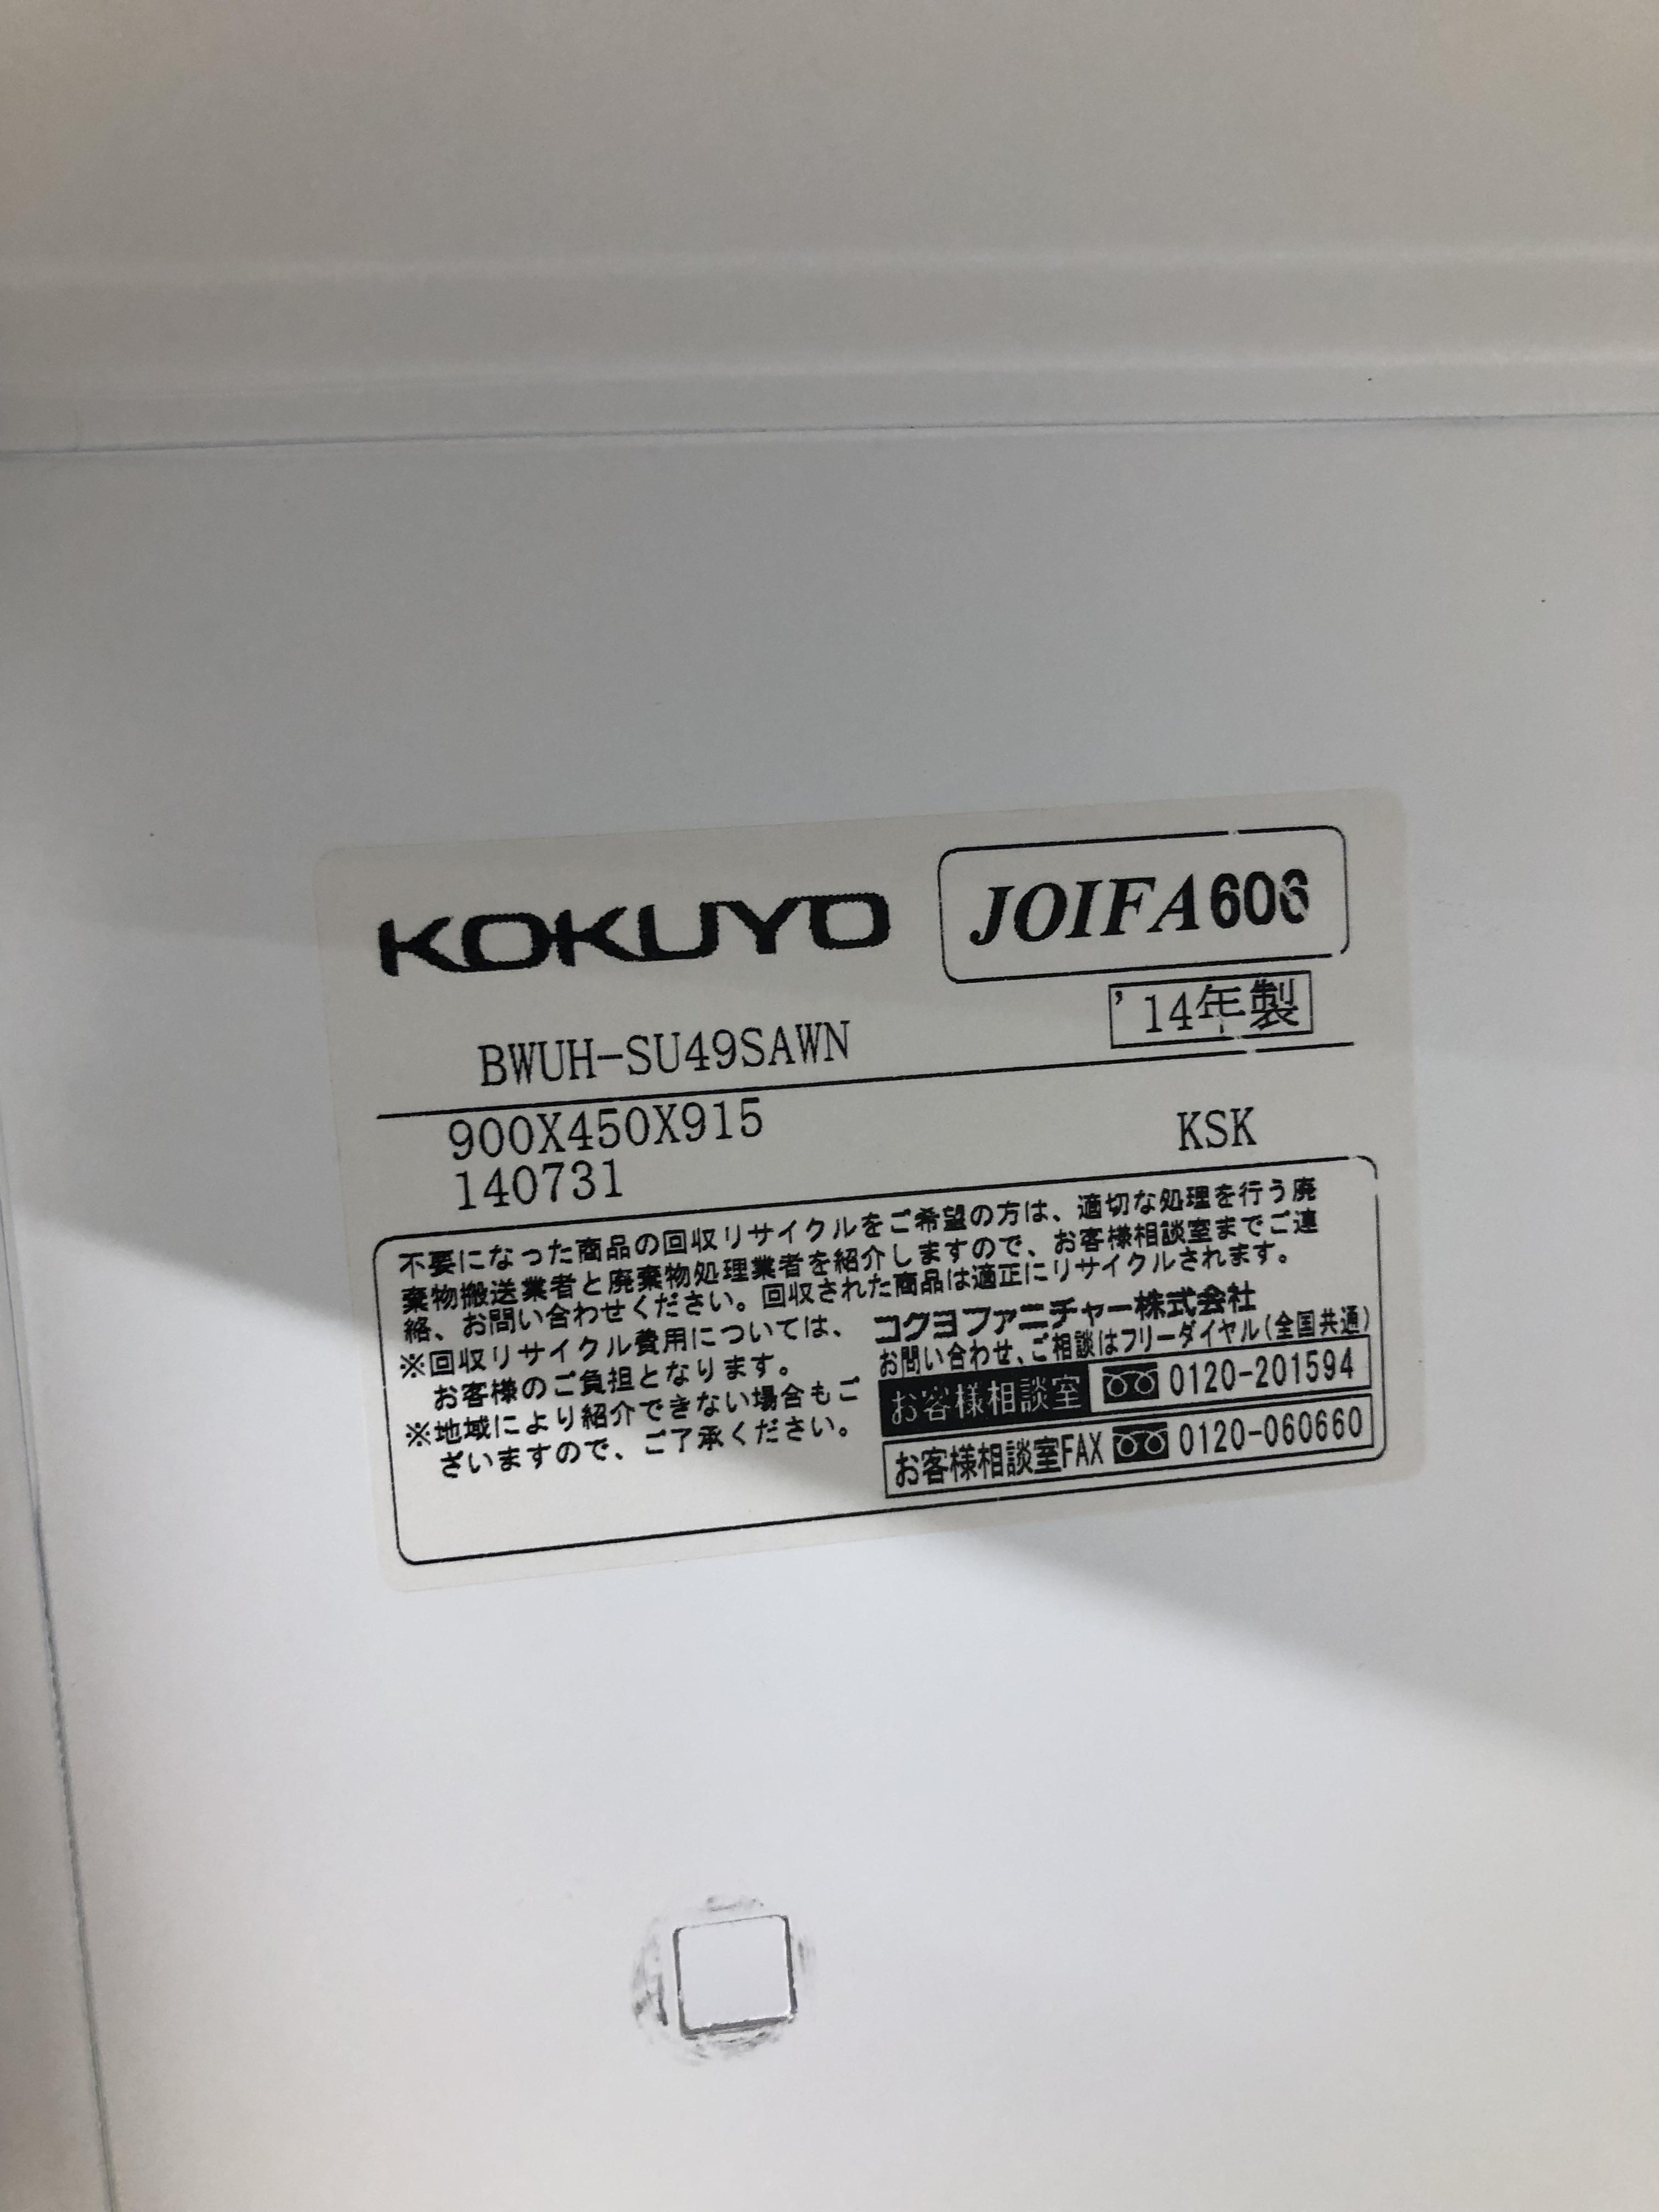 KOKUYO
JOIFA606
'14年製
BWUH-SU49SAWN
900X450X915
KSK
140731
不要になった商品の回収リサイクルをご希望の方は、適切な処理を行う廃
棄物搬送業者と廃棄物処理業者を紹介しますので、お客様相談室までご連
絡、お問い合わせください。回収された商品は適正にリサイクルされます。
※回収リサイクル費用については、
お客様のご負担となります。
※地域により紹介できない場合もご
ざいますので、ご了承ください。
コクヨファニチャー株式会社
お問い合わせ、ご相談はフリーダイヤル(全国共通)
お客様相談室 0120-201594
お客様相談室FAX 0120-060660